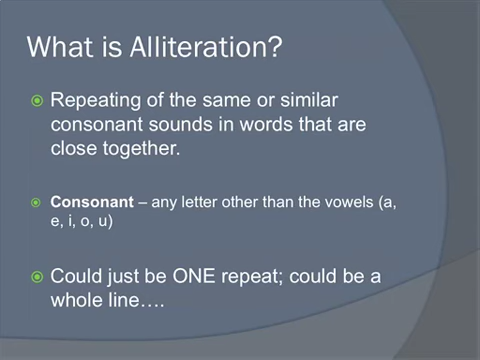 What is Alliteration?
Repeating of the same or similar
consonant sounds in words that are
close together.
Consonant – any letter other than the vowels (a,
e, i, o, u)
Could just be ONE repeat; could be a
whole line….